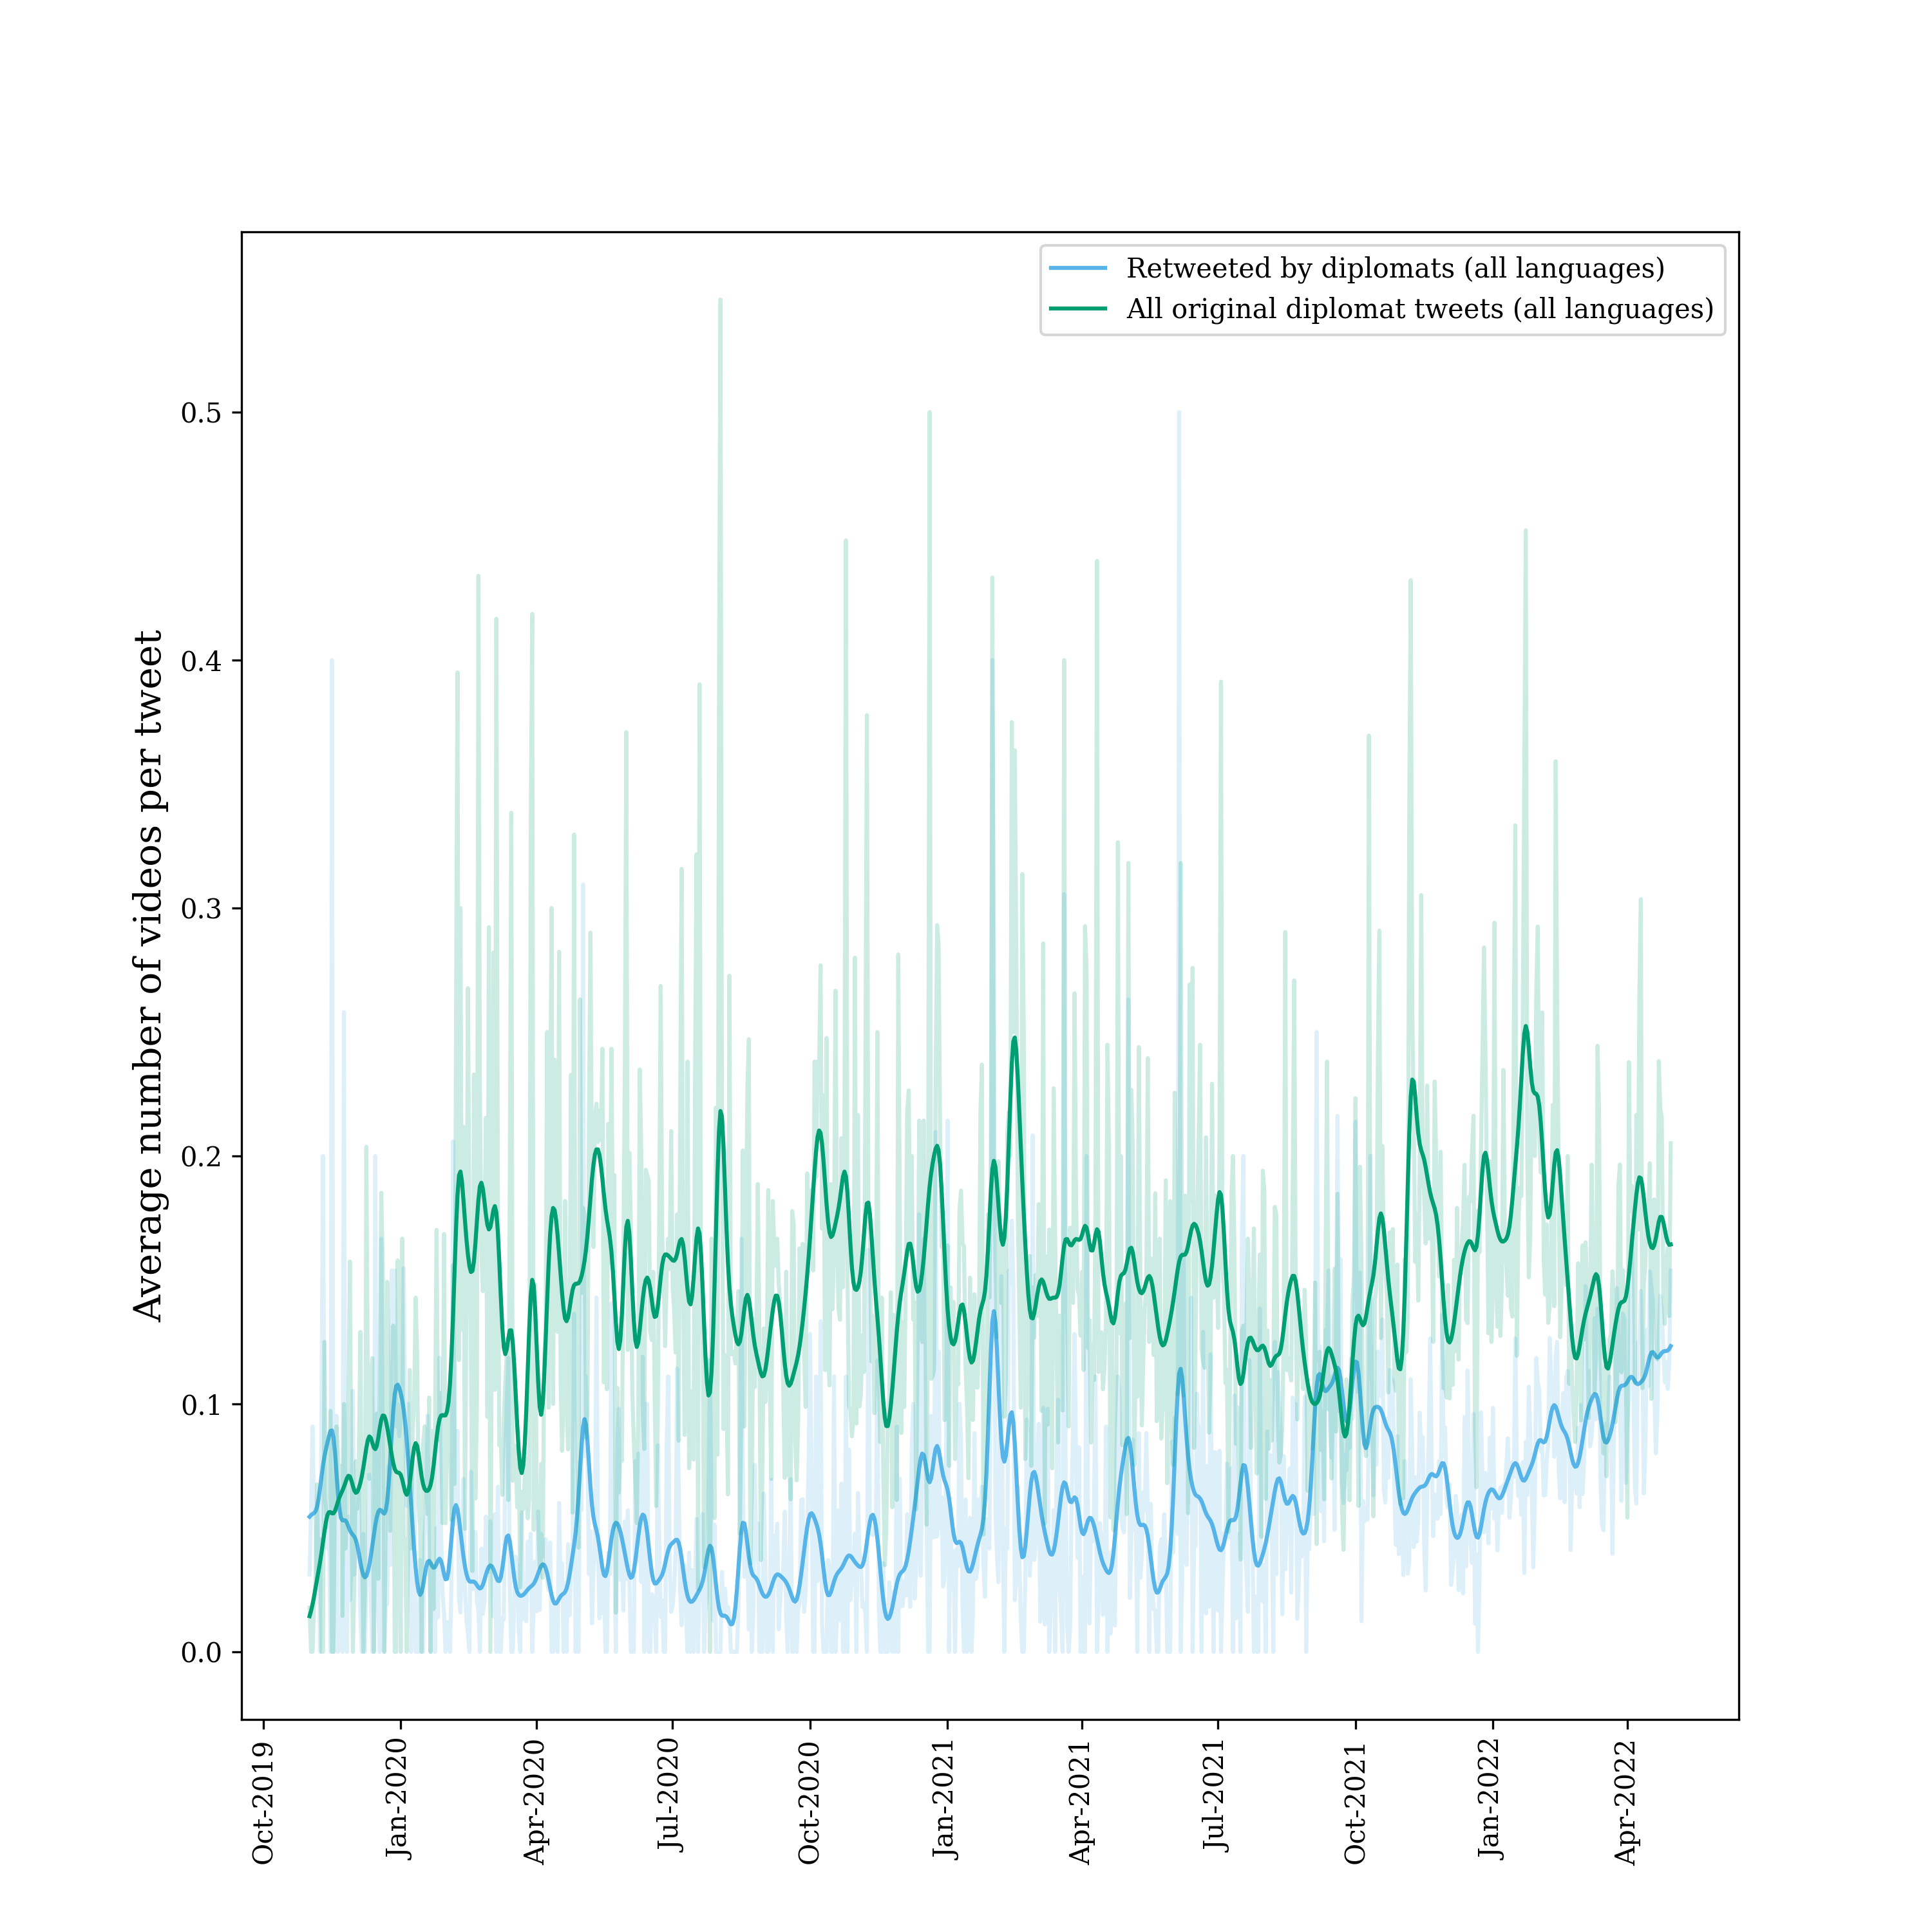 Retweeted by diplomats (all languages)
All original diplomat tweets (all languages)
Average number of videos per tweet
0.5
0.4
0.3
0.2
0.1
0.0
Oct-2019
Jan-2020
Apr-2020
Jul-2020
Oct-2020
Jan-2021
Apr-2021
Jul-2021
Oct-2021
Jan-2022
Apr-2022